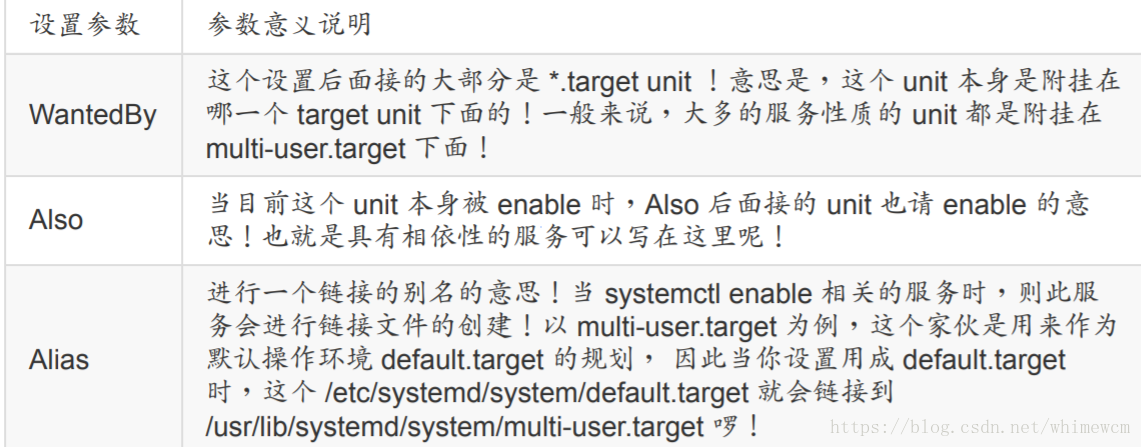 设置参数 参数意义说明
WantedBy
这个设置后面接的大部分是 *.target unit ！意思是，这个 unit 本身是附挂在
哪一个 target unit 下面的！一般来说，大多的服务性质的 unit 都是附挂在
multi-user.target 下面！
Also
当目前这个 unit 本身被 enable 时，Also 后面接的 unit 也请 enable 的意
思！也就是具有相依性的服务可以写在这里呢！
Alias
进行一个链接的别名的意思！当 systemctl enable 相关的服务时，则此服
务会进行链接文件的创建！以 multi-user.target 为例，这个家伙是用来作为
默认操作环境 default.target 的规划， 因此当你设置用成 default.target
时，这个 /etc/systemd/system/default.target 就会链接到
/usr/lib/systemd/system/multi-user.target 啰！
https://blog.csdn.net/whimewcm